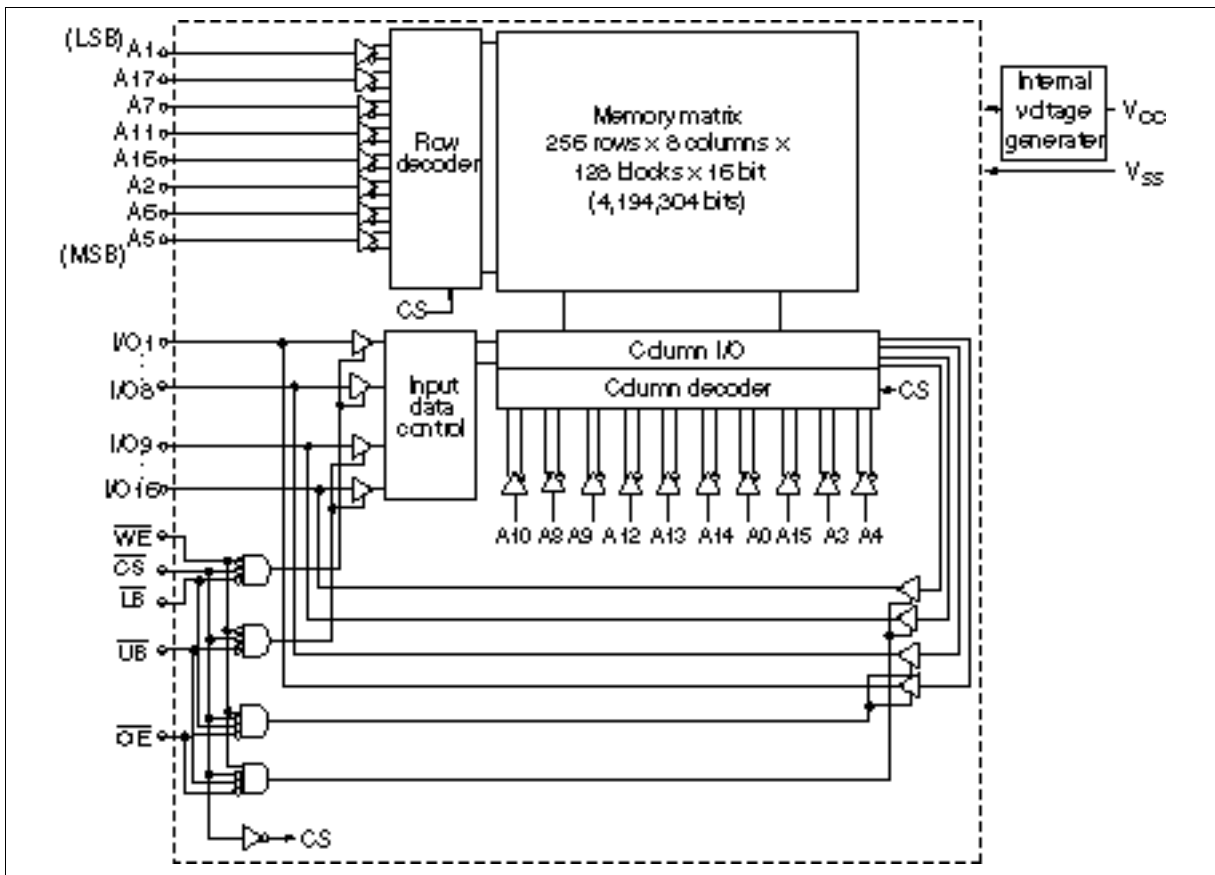 (LSB) A1
A17
A7
A11
A16
A2
A6
A5
(MSB)
Row
decoder
Memory matrix
256 rows × 8 columns ×
128 blocks × 16 bit
(4,194,304 bits)
Internal
voltage
generater
VCC
VSS
CS
I/O1
I/O8
I/O9
I/O16
Input
data
control
Column I/O
Column decoder
CS
A10 A8 A9 A12 A13 A14 A0 A15 A3 A4
WE
CS
LB
UB
OE
CS